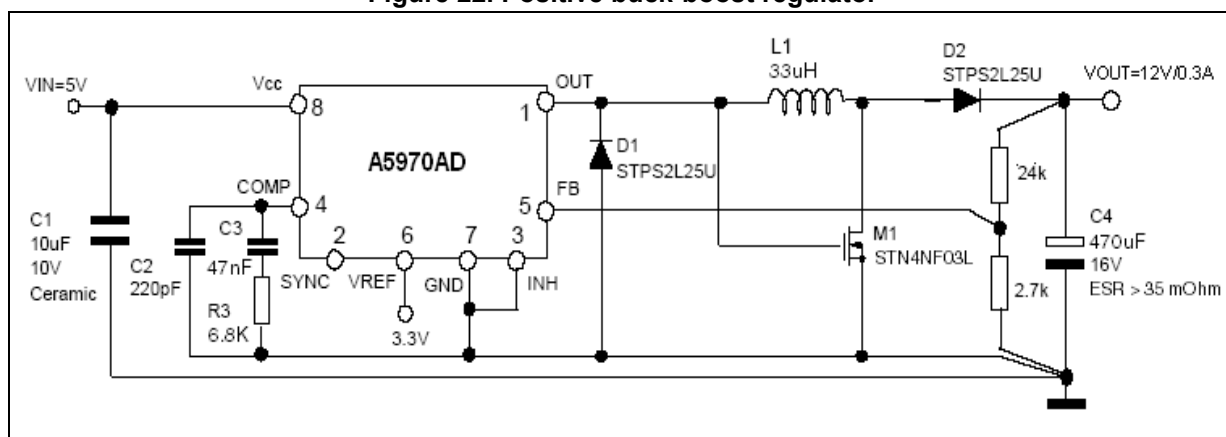 Figure 22. Positive buck-boost regulator
VIN=5V
Vcc
8
OUT
1
L1
33uH
D2
STPS2L25U
VOUT=12V/0.3A
A5970AD
D1
STPS2L25U
COMP
4
FB
5
24k
C1
10uF
10V
Ceramic
C2
220pF
C3
47nF
R3
6.8K
2
SYNC
6
VREF
3.3V
7
GND
3
INH
M1
STN4NF03L
2.7k
C4
470uF
16V
ESR > 35 mOhm